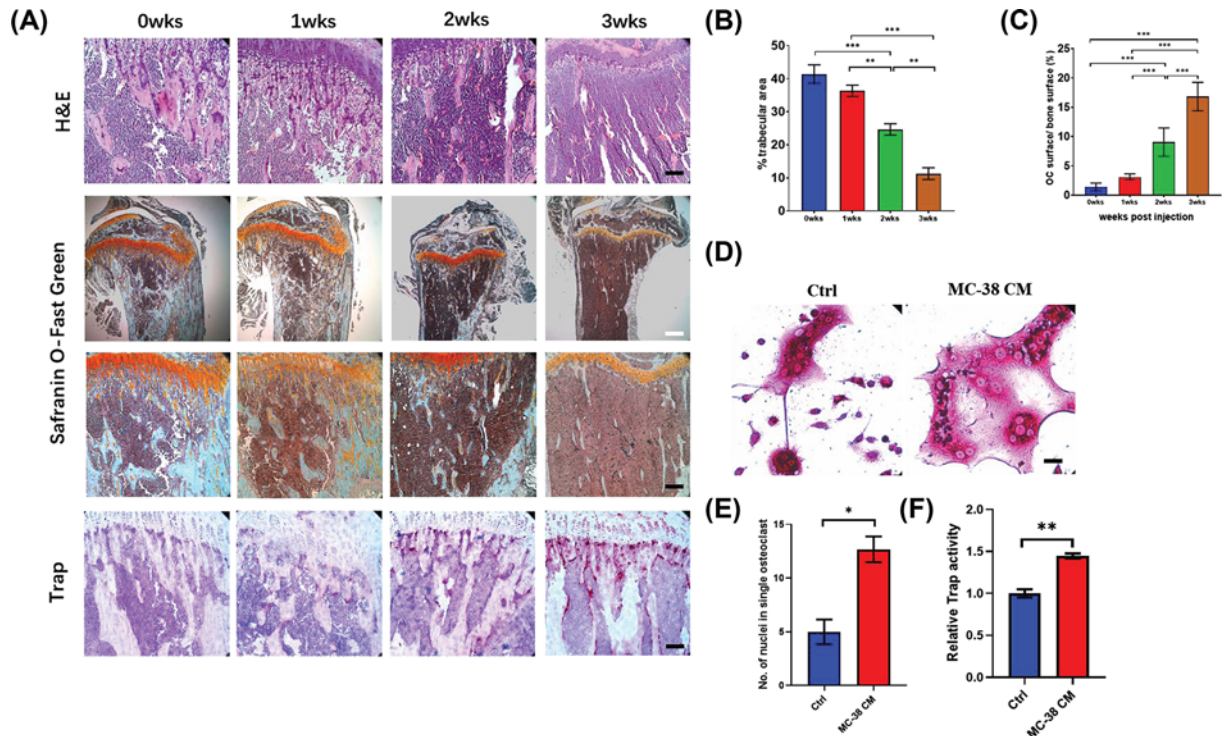 (A)
0wks 1wks 2wks 3wks
H&E
Safranin O-Fast Green
Trap
(B)
% trabecular area
50
40
30
20
10
0
*** *** ** **
0wks 1wks 2wks 3wks
(C)
OC surface/ bone surface (%)
25
20
15
10
5
0
*** *** *** *** ***
0wks 1wks 2wks 3wks
weeks post injection
(D)
Ctrl MC-38 CM
(E)
No. of nuclei in single osteoclast
15
10
5
0
*
Ctrl MC-38 CM
(F)
Relative Trap activity
2.0
1.5
1.0
0.5
0.0
**
Ctrl MC-38 CM